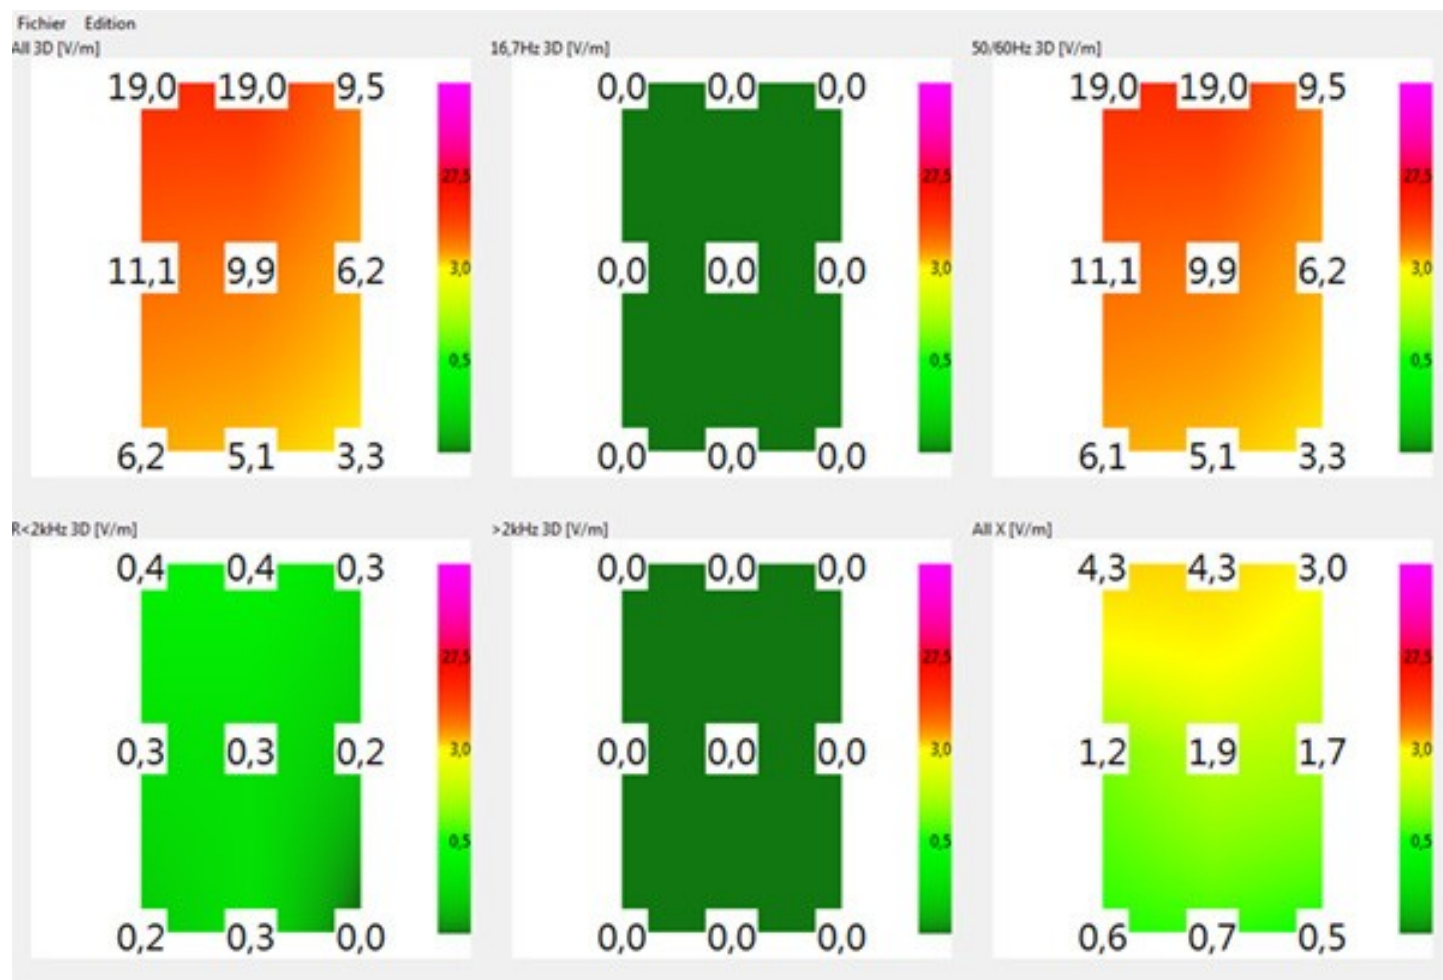 Fichier Edition
All 3D [V/m] 16,7Hz 3D [V/m] 50/60Hz 3D [V/m]
19,0 19,0 9,5 0,0 0,0 0,0 19,0 19,0 9,5
27,5 27,5 27,5
11,1 9,9 6,2 3,0 0,0 0,0 0,0 3,0 11,1 9,9 6,2 3,0
0,5 0,5 0,5
6,2 5,1 3,3 0,0 0,0 0,0 6,1 5,1 3,3
R<2kHz 3D [V/m] >2kHz 3D [V/m] All X [V/m]
0,4 0,4 0,3 0,0 0,0 0,0 4,3 4,3 3,0
27,5 27,5 27,5
0,3 0,3 0,2 3,0 0,0 0,0 0,0 3,0 1,2 1,9 1,7 3,0
0,5 0,5 0,5
0,2 0,3 0,0 0,0 0,0 0,0 0,6 0,7 0,5